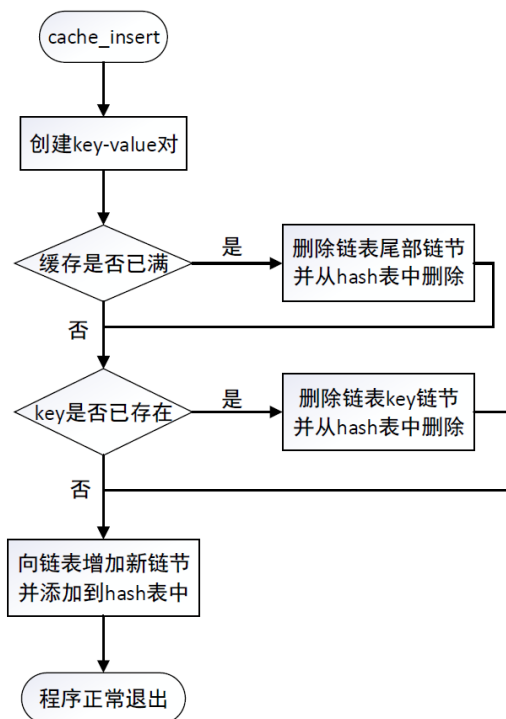 cache_insert
创建key-value对
缓存是否已满
是
删除链表尾部链节
并从hash表中删除
否
key是否已存在
是
删除链表key链节
并从hash表中删除
否
向链表增加新链节
并添加到hash表中
程序正常退出